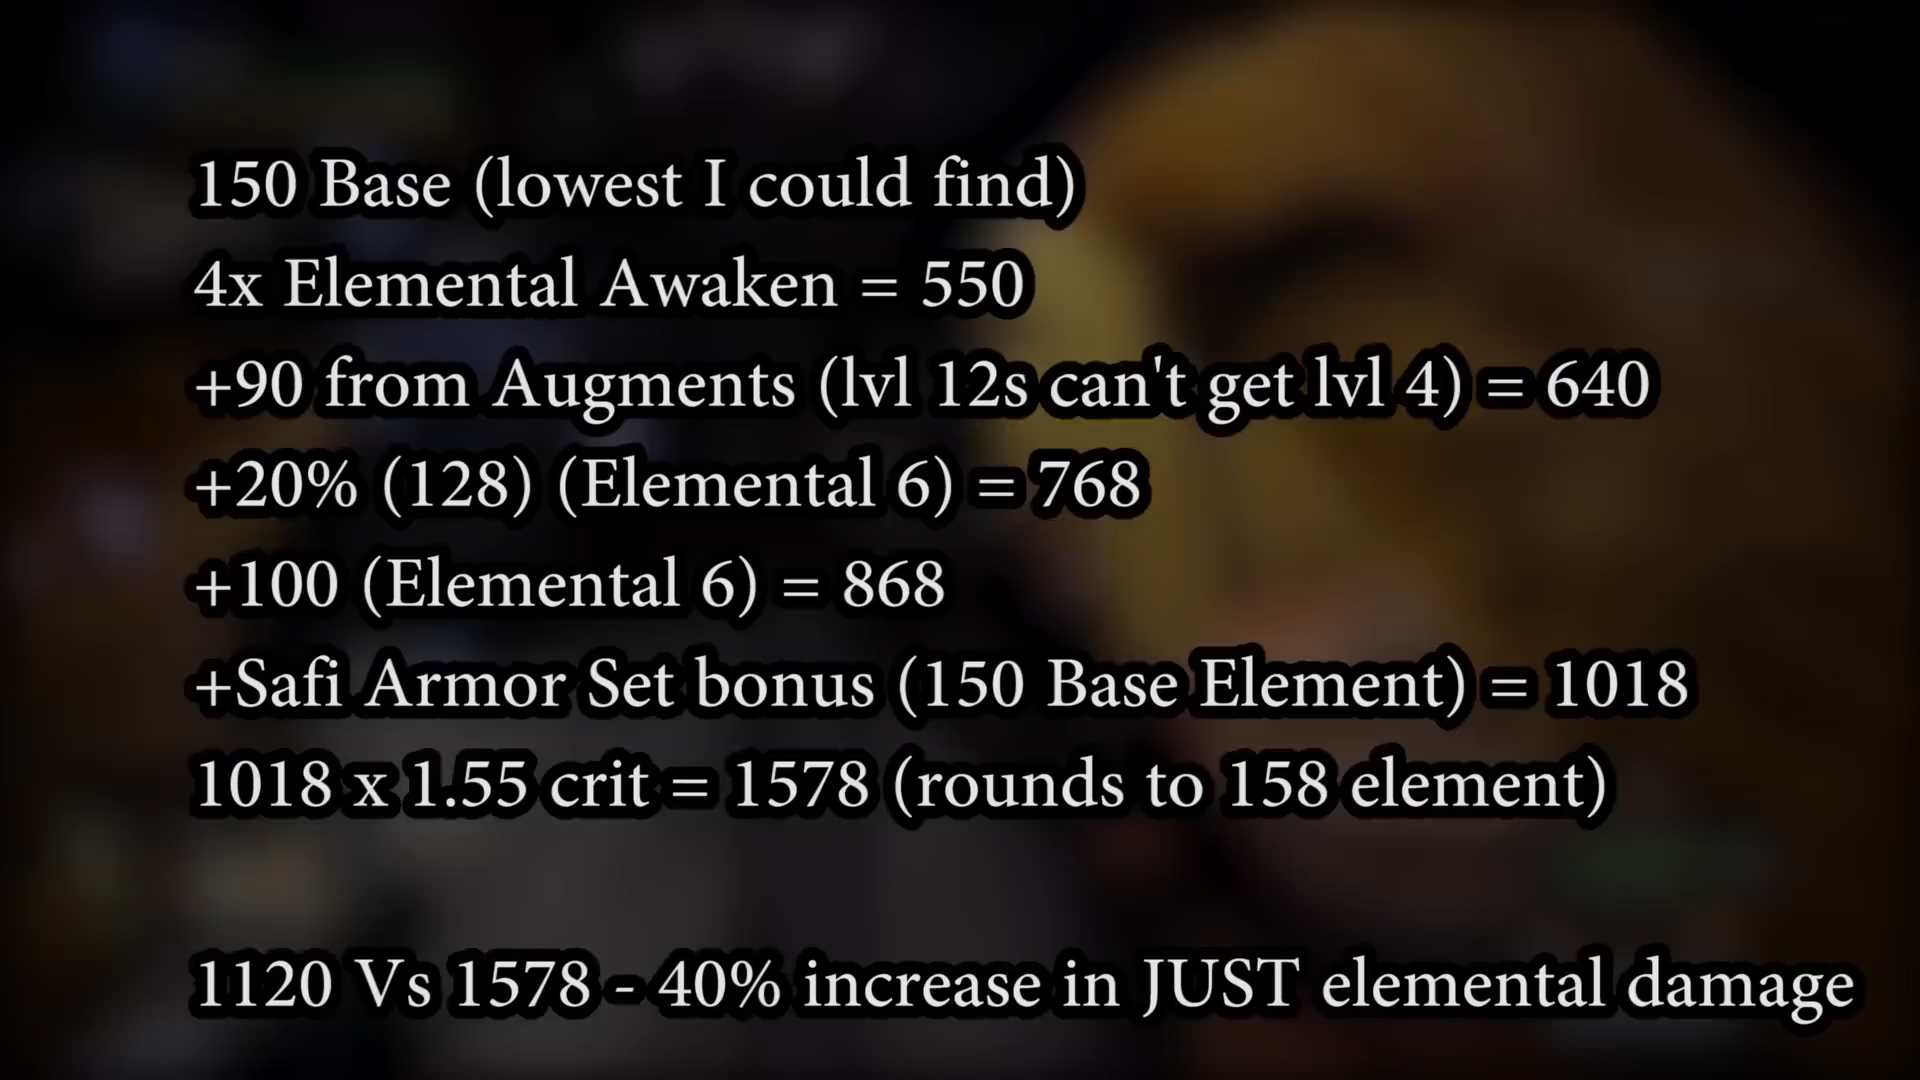 150 Base (lowest I could find)
4x Elemental Awaken = 550
+90 from Augments (lvl 12s can't get lvl 4) = 640
+20% (128) (Elemental 6) = 768
+100 (Elemental 6) = 868
+Safi Armor Set bonus (150 Base Element) = 1018
1018 x 1.55 crit = 1578 (rounds to 158 element)
1120 Vs 1578 - 40% increase in JUST elemental damage